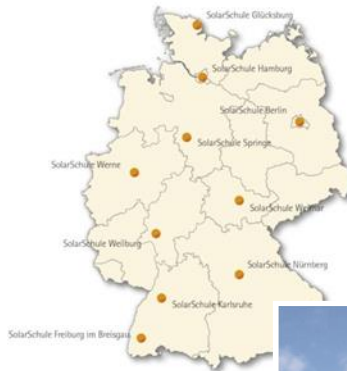 SolarSchule Glücksburg
SolarSchule Hamburg
SolarSchule Berlin
SolarSchule Springe
SolarSchule Werne
SolarSchule Weimar
SolarSchule Weilburg
SolarSchule Nürnberg
SolarSchule Karlsruhe
SolarSchule Freiburg im Breisgau